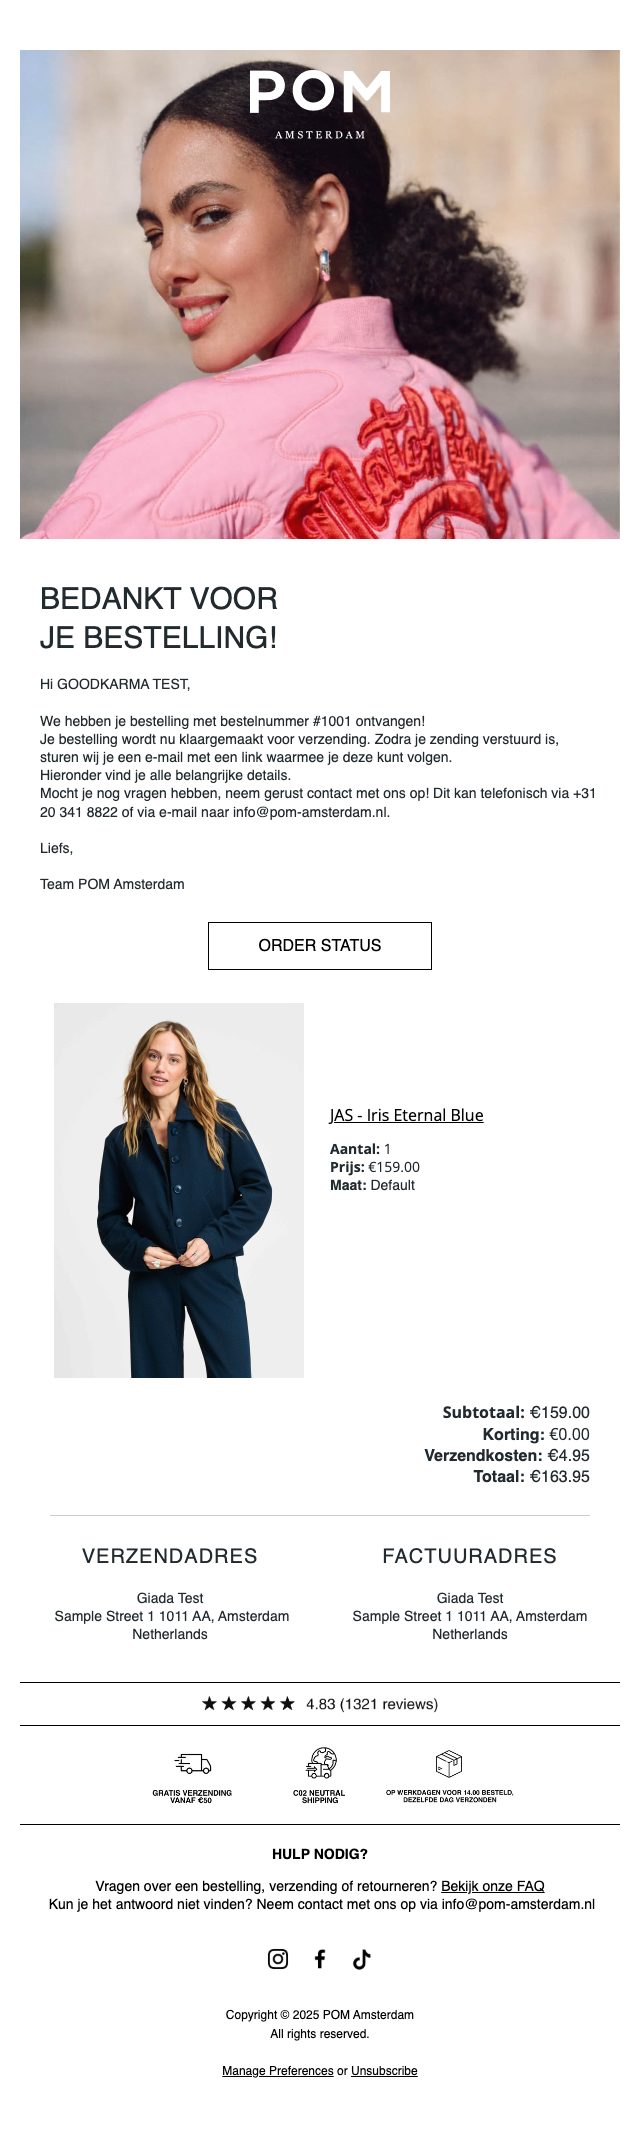 POM
AMSTERDAM
Match Point
BEDANKT VOOR
JE BESTELLING!
Hi GOODKARMA TEST,
We hebben je bestelling met bestelnummer #1001 ontvangen!
Je bestelling wordt nu klaargemaakt voor verzending. Zodra je zending verstuurd is,
sturen wij je een e-mail met een link waarmee je deze kunt volgen.
Hieronder vind je alle belangrijke details.
Mocht je nog vragen hebben, neem gerust contact met ons op! Dit kan telefonisch via +31
20 341 8822 of via e-mail naar info@pom-amsterdam.nl.
Liefs,
Team POM Amsterdam
ORDER STATUS
JAS - Iris Eternal Blue
Aantal: 1
Prijs: €159.00
Maat: Default
Subtotaal: €159.00
Korting: €0.00
Verzendkosten: €4.95
Totaal: €163.95
VERZENDADRES
Giada Test
Sample Street 1 1011 AA, Amsterdam
Netherlands
FACTUURADRES
Giada Test
Sample Street 1 1011 AA, Amsterdam
Netherlands
★★★★★ 4.83 (1321 reviews)
GRATIS VERZENDING
VANAF €50
C02 NEUTRAL
SHIPPING
OP WERKDAGEN VOOR 14.00 BESTELD,
DEZELFDE DAG VERZONDEN
HULP NODIG?
Vragen over een bestelling, verzending of retourneren? Bekijk onze FAQ
Kun je het antwoord niet vinden? Neem contact met ons op via info@pom-amsterdam.nl
Copyright © 2025 POM Amsterdam
All rights reserved.
Manage Preferences or Unsubscribe